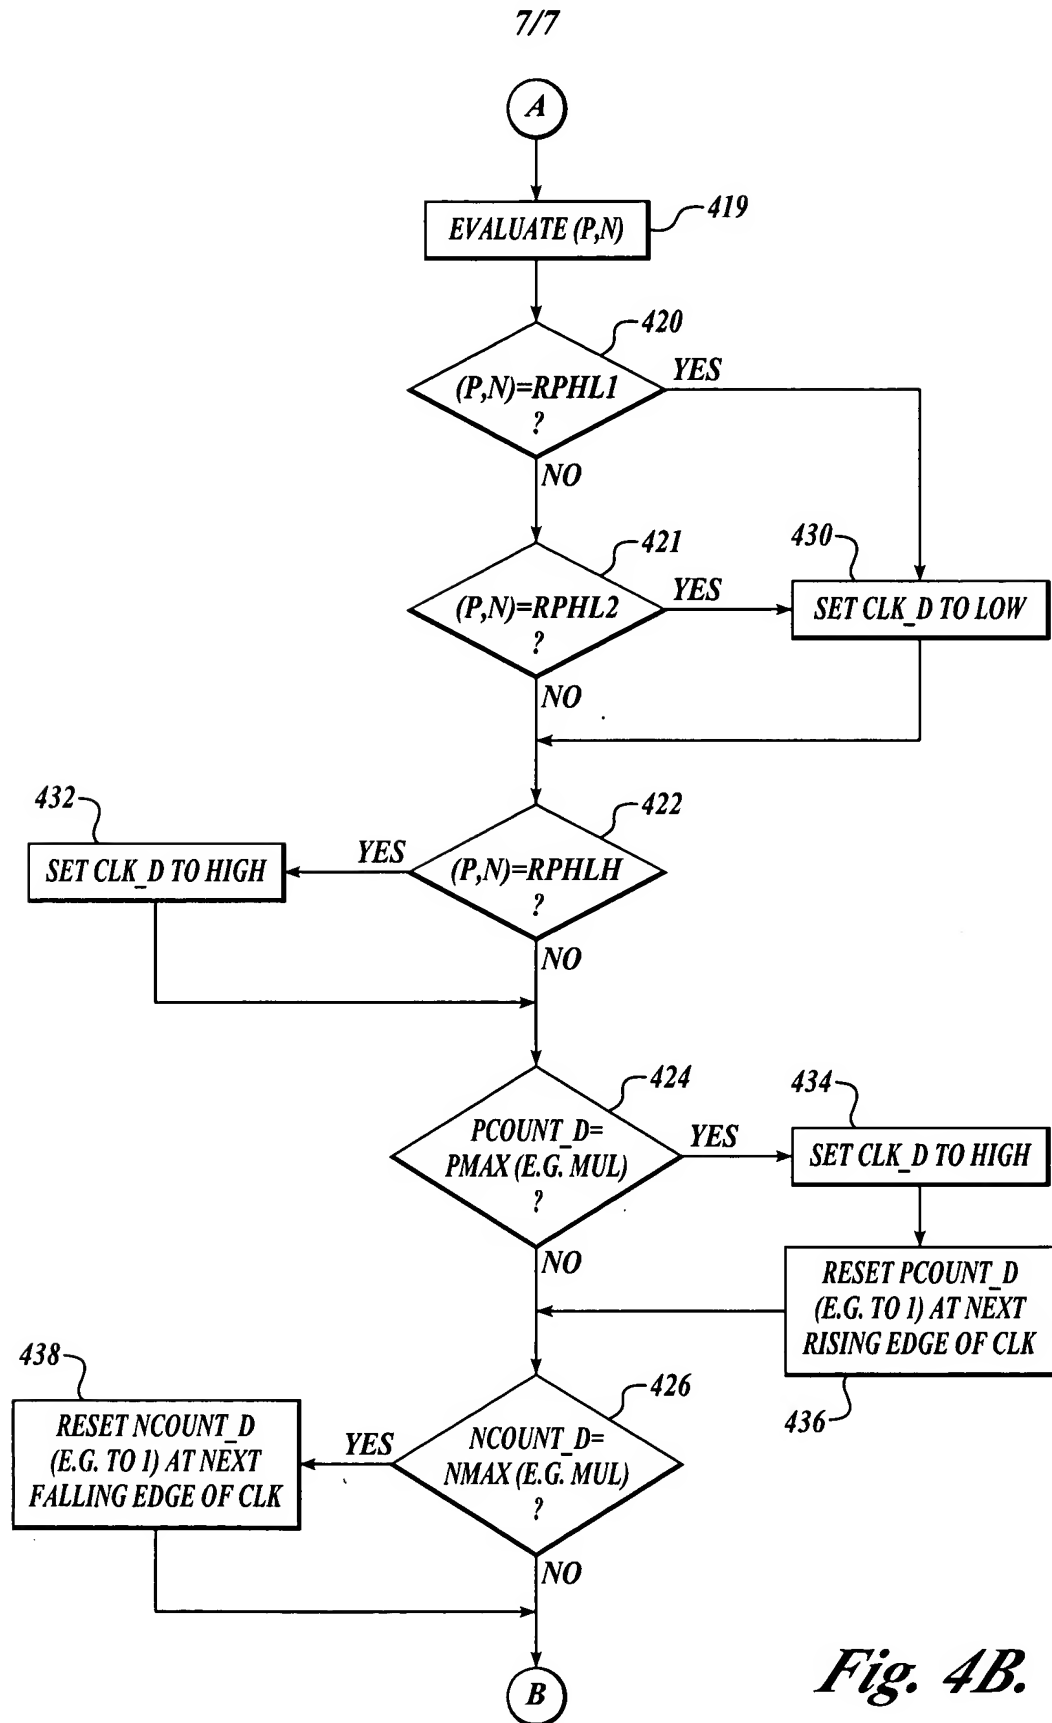 7/7
A
EVALUATE (P,N)
419
420
(P,N)=RPHL1
?
YES
NO
421
(P,N)=RPHL2
?
YES
430
SET CLK_D TO LOW
NO
432
SET CLK_D TO HIGH
YES
422
(P,N)=RPHLH
?
NO
424
PCOUNT_D=
PMAX (E.G. MUL)
?
YES
434
SET CLK_D TO HIGH
NO
RESET PCOUNT_D
(E.G. TO 1) AT NEXT
RISING EDGE OF CLK
436
438
RESET NCOUNT_D
(E.G. TO 1) AT NEXT
FALLING EDGE OF CLK
YES
426
NCOUNT_D=
NMAX (E.G. MUL)
?
NO
B
Fig. 4B.